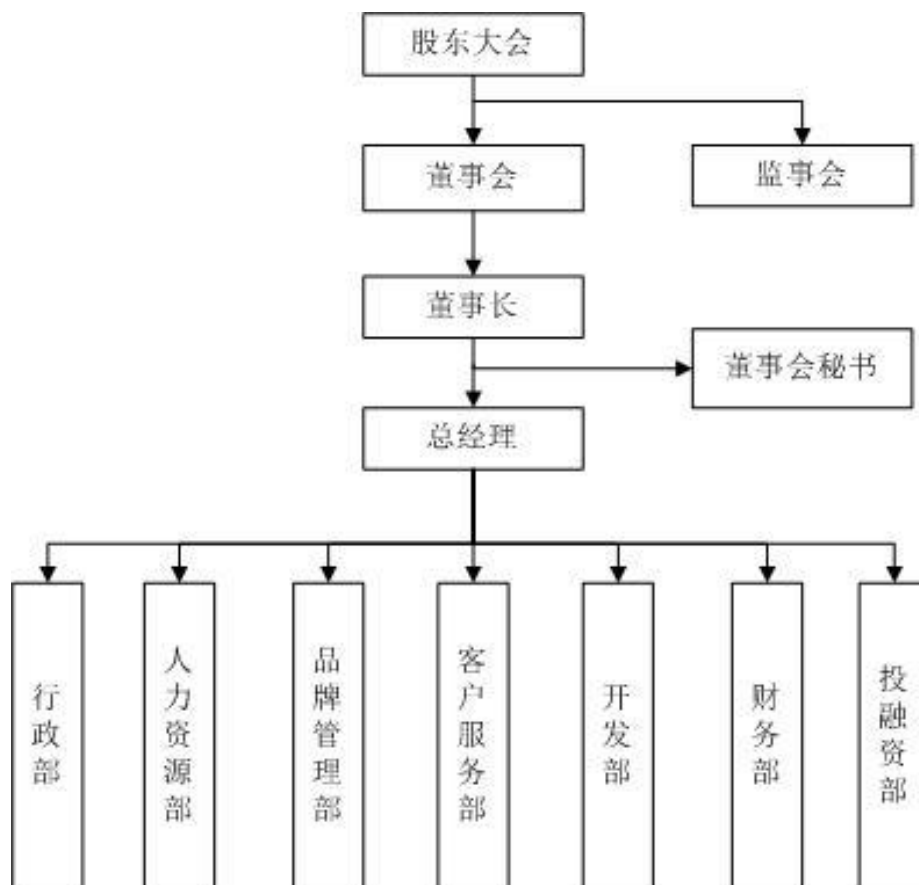 股东大会
董事会
监事会
董事长
董事会秘书
总经理
行政部
人力资源部
品牌管理部
客户服务部
开发部
财务部
投融资部